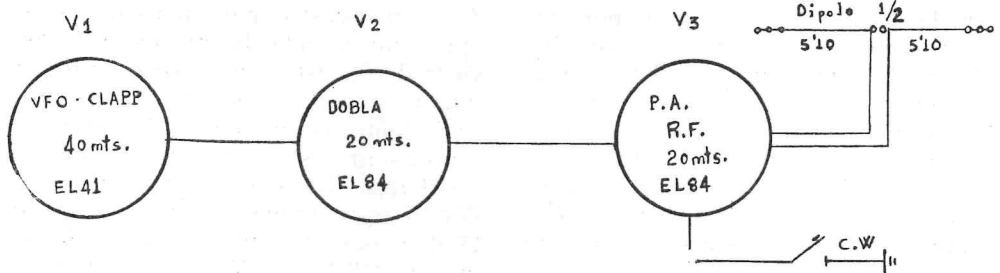 V1
V2
V3
Dipolo 1/2
5'10 5'10
VFO - CLAPP
40 mts.
EL41
DOBLA
20 mts.
EL84
P.A.
R.F.
20 mts.
EL84
C.W